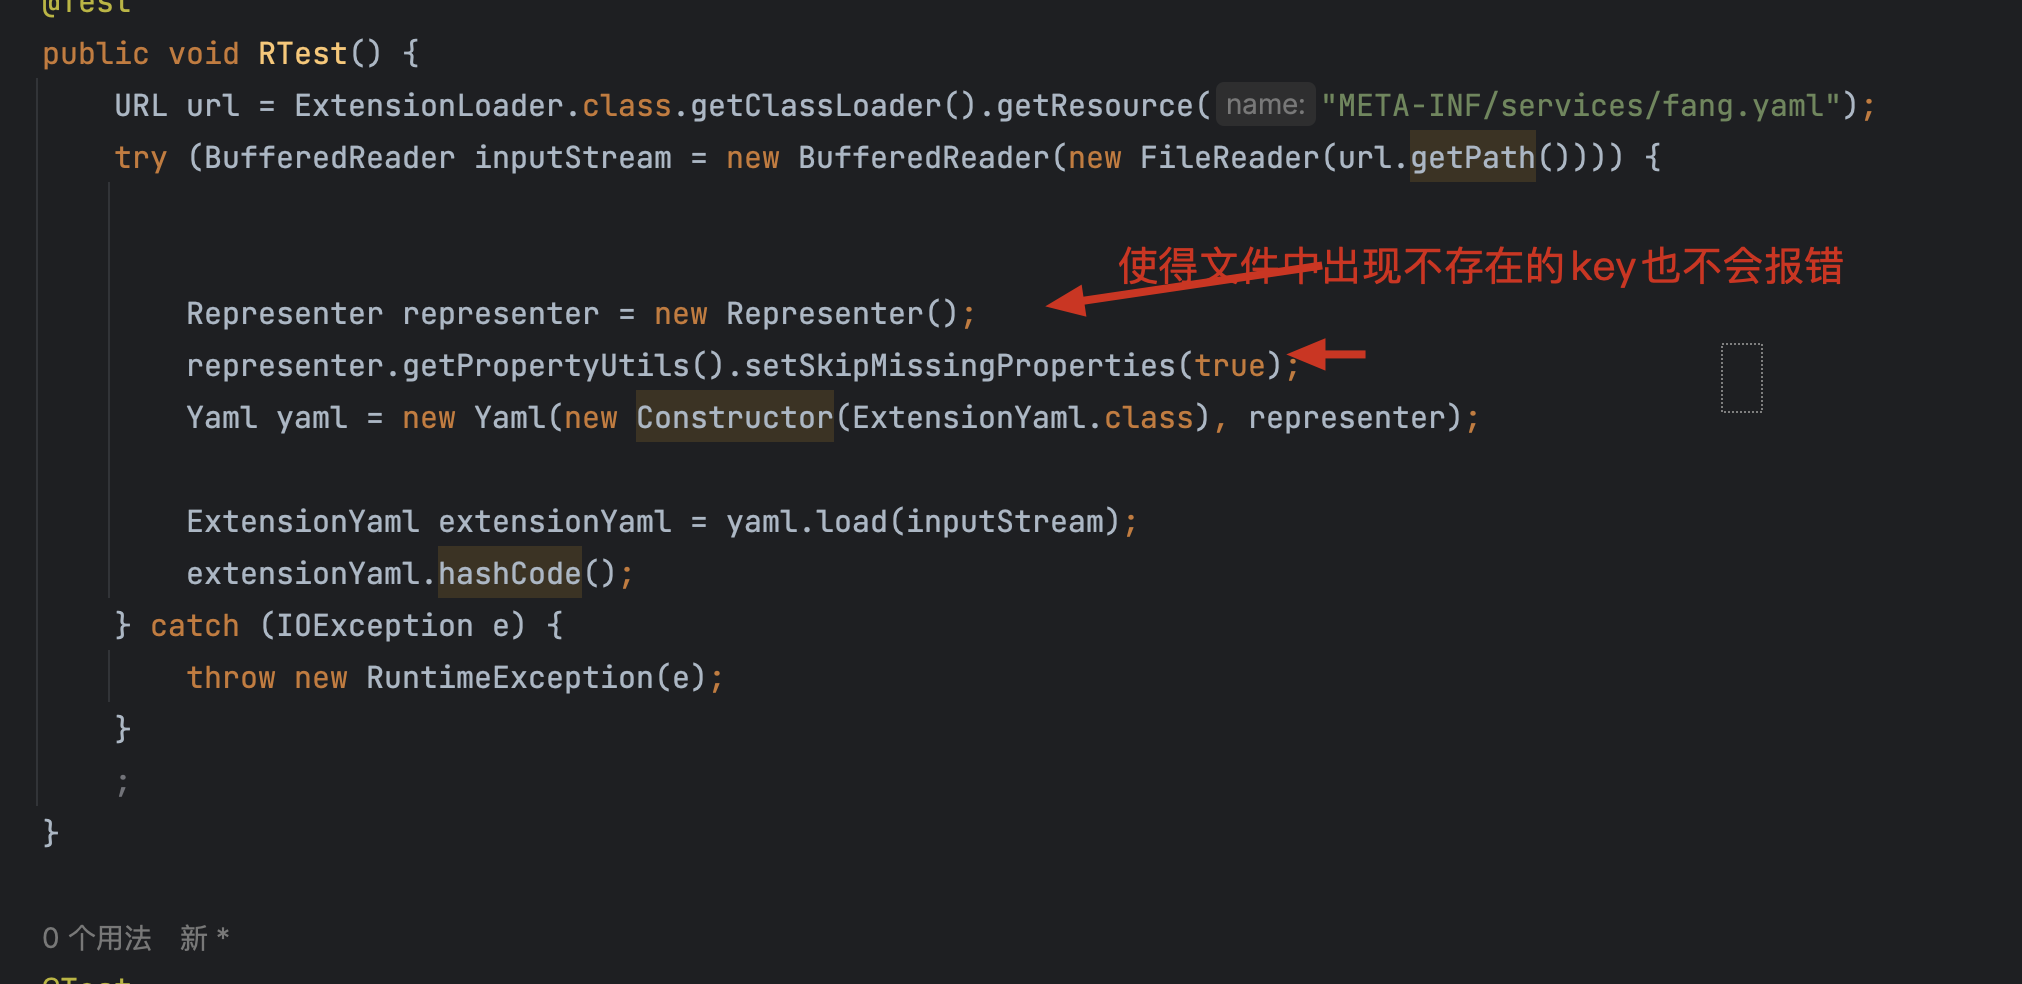 @Test
public void RTest() {
URL url = ExtensionLoader.class.getClassLoader().getResource( name: "META-INF/services/fang.yaml");
try (BufferedReader inputStream = new BufferedReader(new FileReader(url.getPath()))) {
使得文件中出现不存在的key也不会报错
Representer representer = new Representer();
representer.getPropertyUtils().setSkipMissingProperties(true);
Yaml yaml = new Yaml(new Constructor(ExtensionYaml.class), representer);
ExtensionYaml extensionYaml = yaml.load(inputStream);
extensionYaml.hashCode();
} catch (IOException e) {
throw new RuntimeException(e);
}
;
}
0 个用法 新 *
@Test